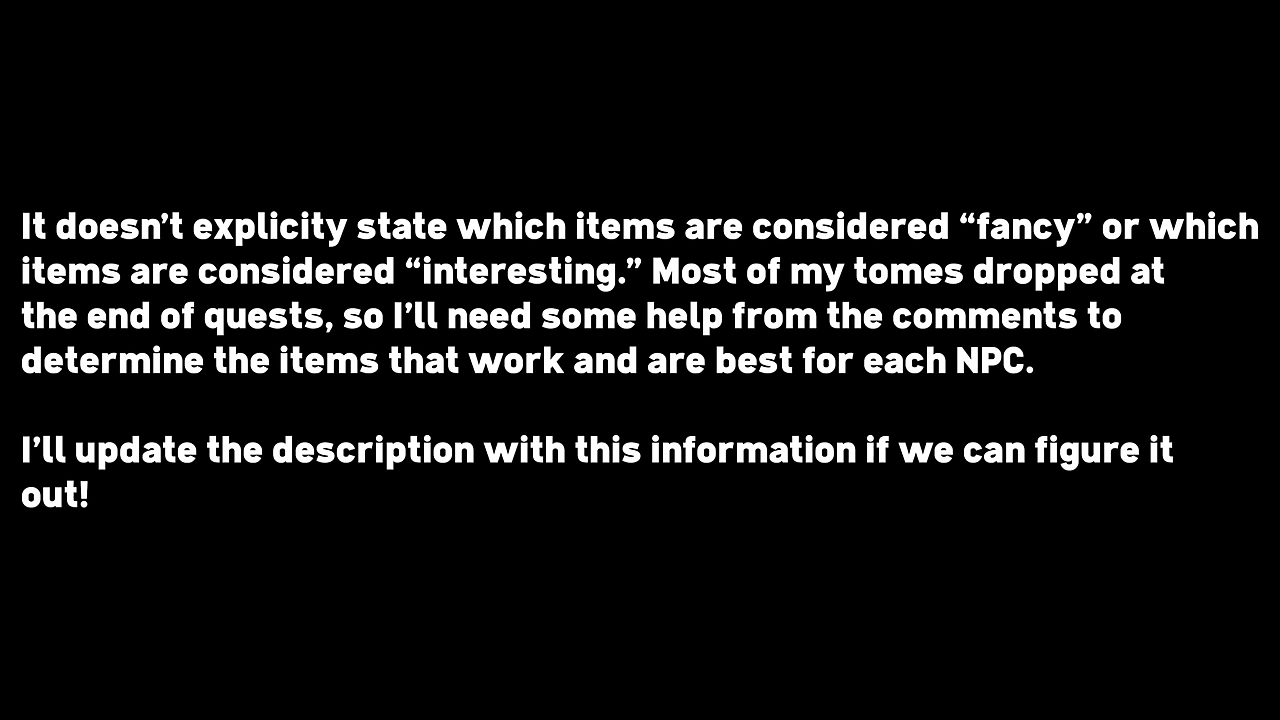 It doesn’t explicity state which items are considered “fancy” or which
items are considered “interesting.” Most of my tomes dropped at
the end of quests, so I’ll need some help from the comments to
determine the items that work and are best for each NPC.
I’ll update the description with this information if we can figure it
out!